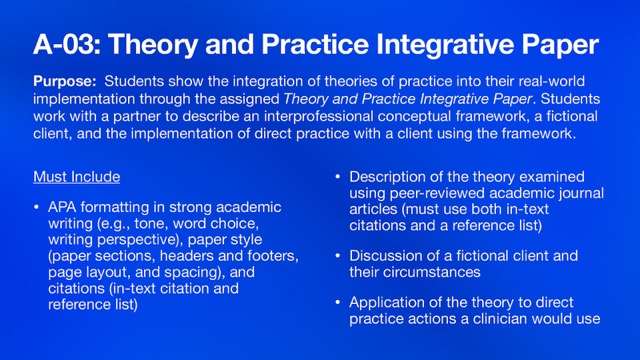 A-03: Theory and Practice Integrative Paper
Purpose: Students show the integration of theories of practice into their real-world
implementation through the assigned Theory and Practice Integrative Paper. Students
work with a partner to describe an interprofessional conceptual framework, a fictional
client, and the implementation of direct practice with a client using the framework.
Must Include
• APA formatting in strong academic
writing (e.g., tone, word choice,
writing perspective), paper style
(paper sections, headers and footers,
page layout, and spacing), and
citations (in-text citation and
reference list)
• Description of the theory examined
using peer-reviewed academic journal
articles (must use both in-text
citations and a reference list)
• Discussion of a fictional client and
their circumstances
• Application of the theory to direct
practice actions a clinician would use